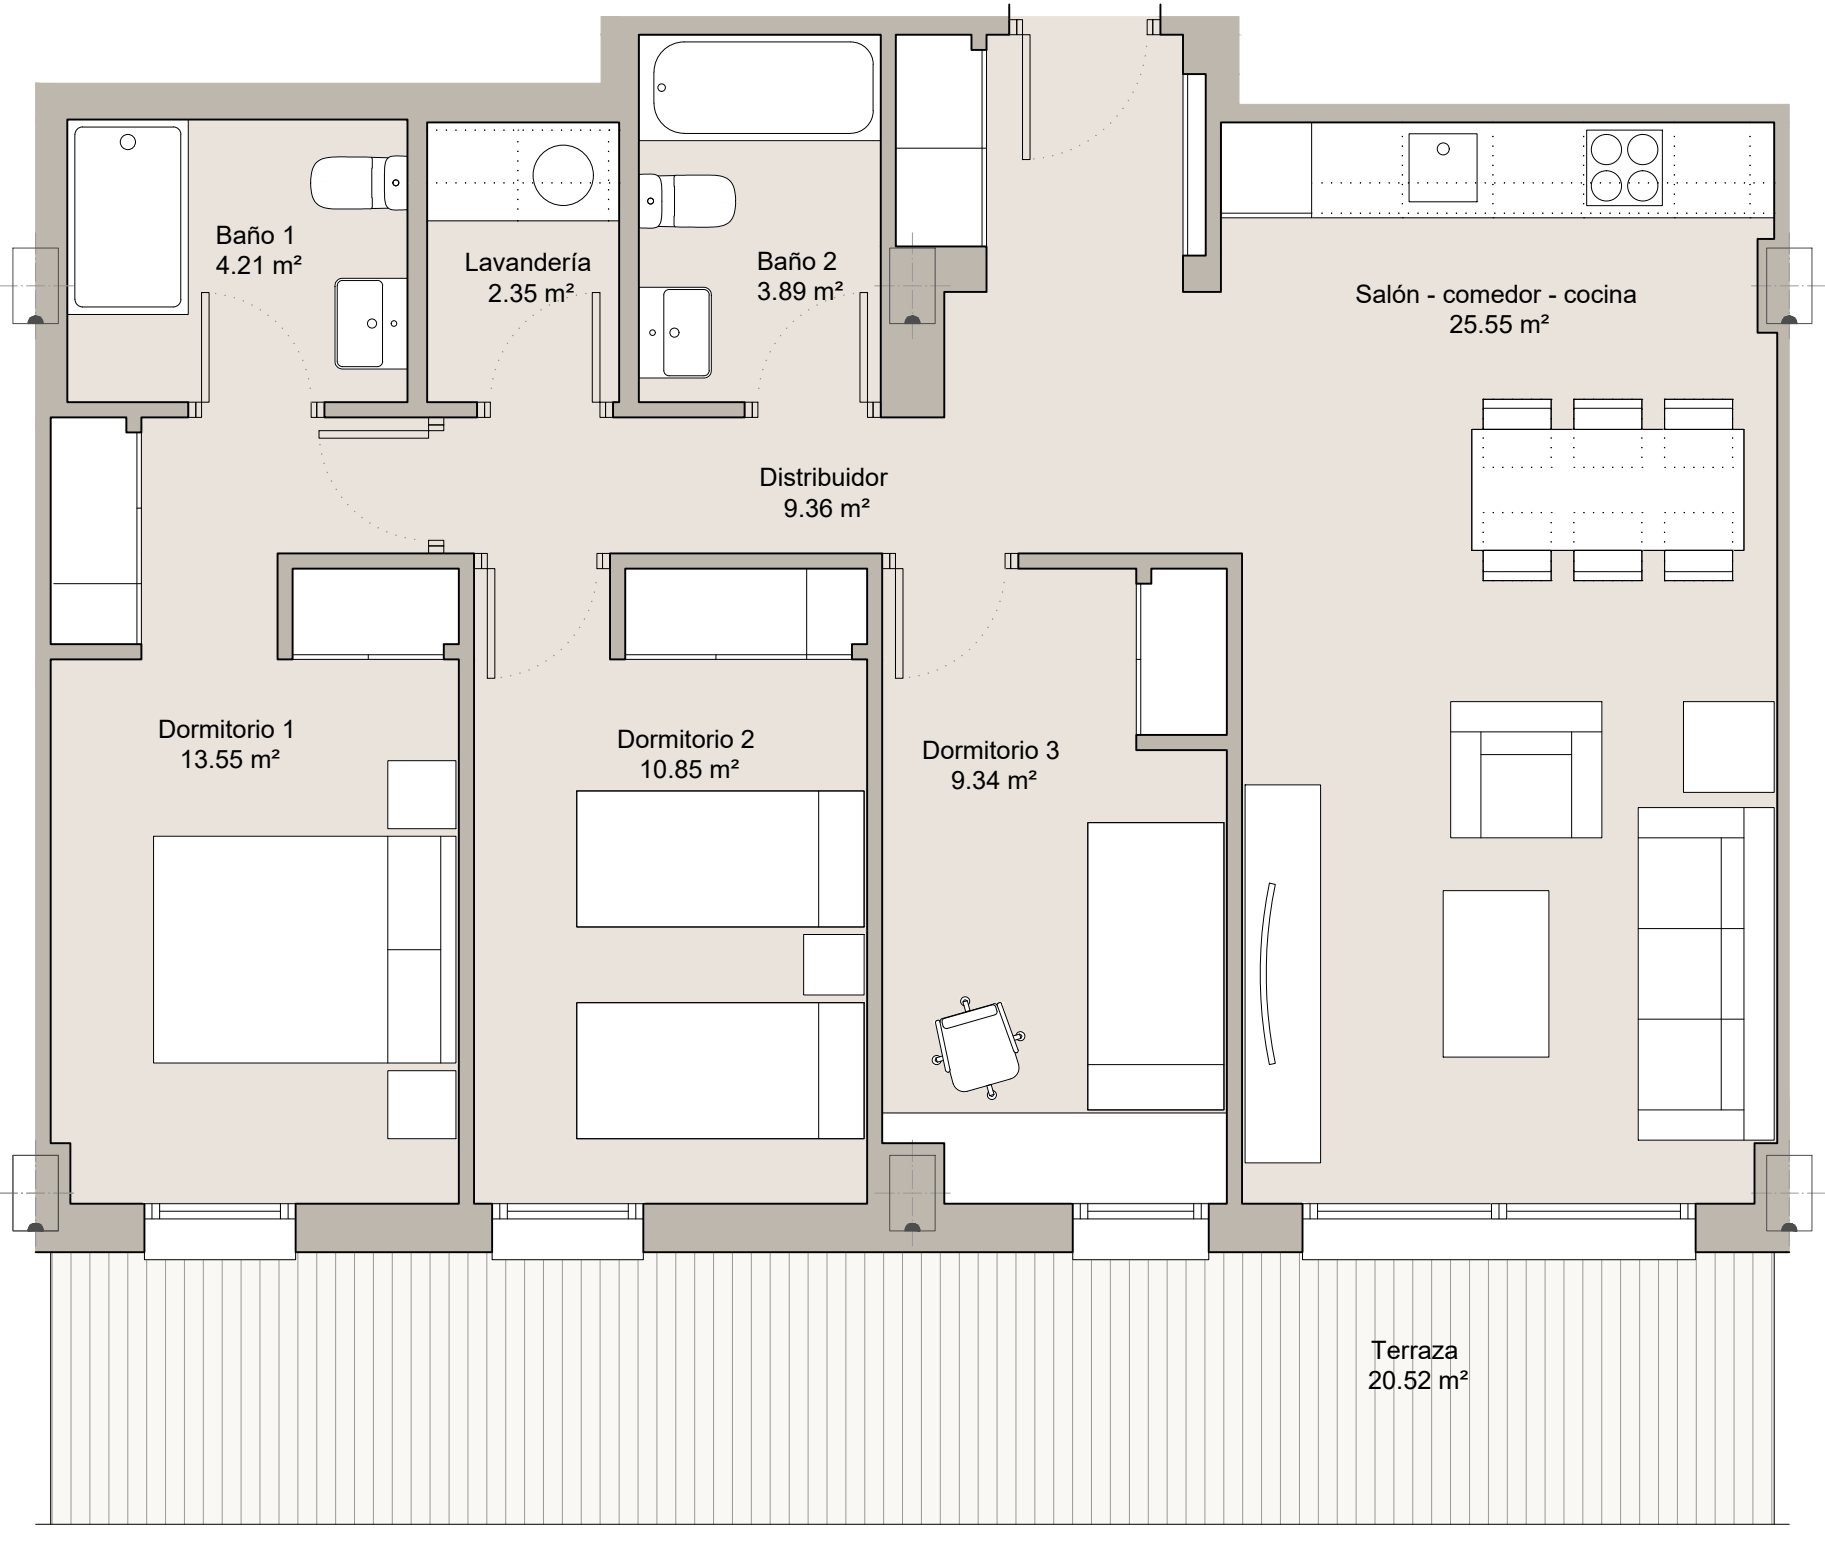 Baño 1
4.21 m²
Lavandería
2.35 m²
Baño 2
3.89 m²
Salón - comedor - cocina
25.55 m²
Distribuidor
9.36 m²
Dormitorio 1
13.55 m²
Dormitorio 2
10.85 m²
Dormitorio 3
9.34 m²
Terraza
20.52 m²